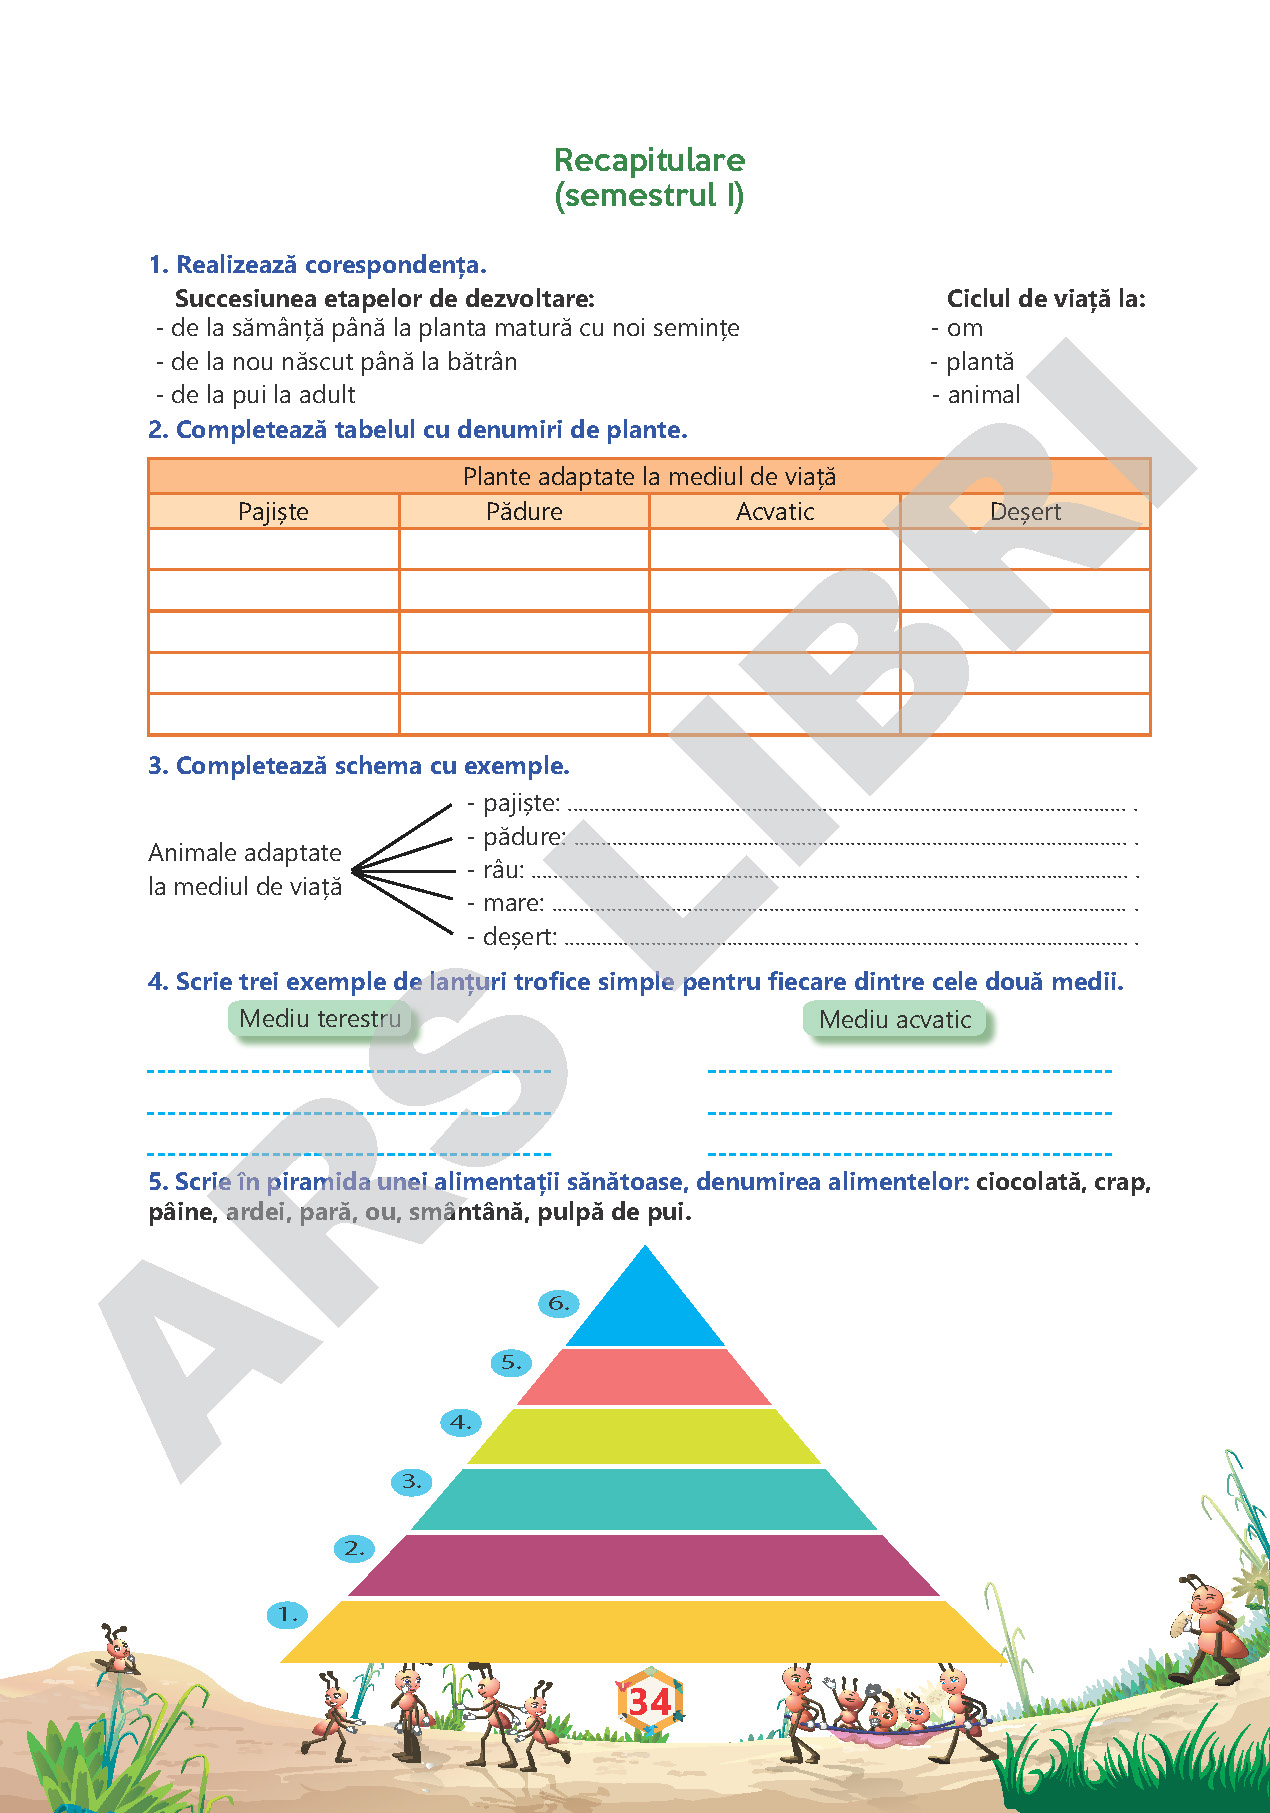 Recapitulare
(semestrul I)
1. Realizează corespondența.
Succesiunea etapelor de dezvoltare: Ciclul de viață la:
- de la sămânță până la planta matură cu noi semințe - om
- de la nou născut până la bătrân - plantă
- de la pui la adult - animal
2. Completează tabelul cu denumiri de plante.
Plante adaptate la mediul de viață
Pajiște Pădure Acvatic Deșert
3. Completează schema cu exemple.
Animale adaptate
la mediul de viață
- pajiște: .......... .
- pădure: .......... .
- râu: .......... .
- mare: .......... .
- deșert: .......... .
4. Scrie trei exemple de lanțuri trofice simple pentru fiecare dintre cele două medii.
Mediu terestru Mediu acvatic
5. Scrie în piramida unei alimentații sănătoase, denumirea alimentelor: ciocolată, crap,
pâine, ardei, pară, ou, smântână, pulpă de pui.
6.
5.
4.
3.
2.
1.
34
ARS LIBRI